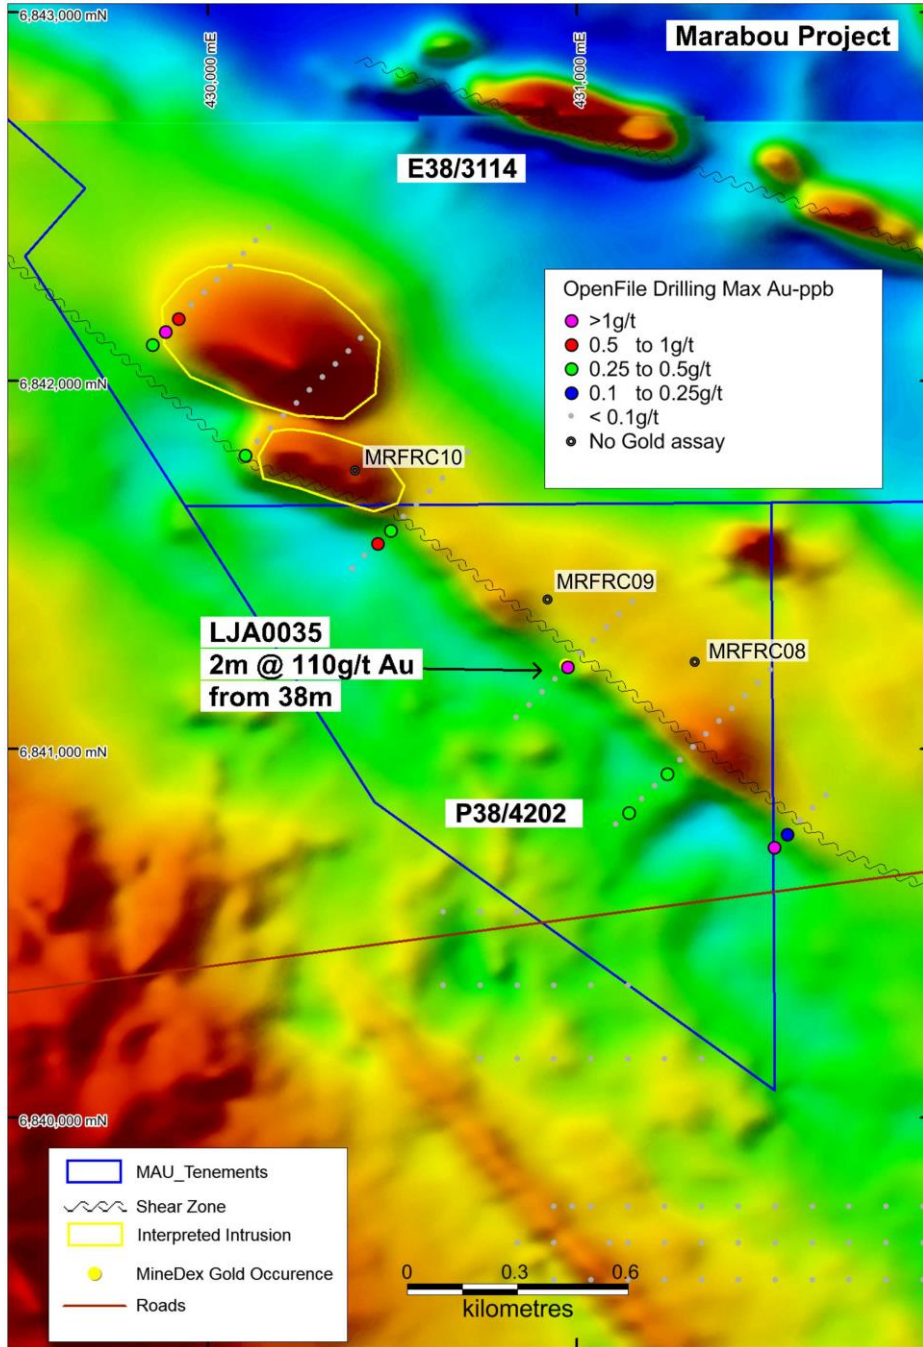 6,843,000 mN
430,000 mE
431,000 mE
Marabou Project
E38/3114
OpenFile Drilling Max Au-ppb
>1g/t
0.5 to 1g/t
0.25 to 0.5g/t
0.1 to 0.25g/t
< 0.1g/t
No Gold assay
6,842,000 mN
MRFRC10
MRFRC09
LJA0035
2m @ 110g/t Au
from 38m
MRFRC08
6,841,000 mN
P38/4202
6,840,000 mN
MAU_Tenements
Shear Zone
Interpreted Intrusion
MineDex Gold Occurence
Roads
0 0.3 0.6
kilometres